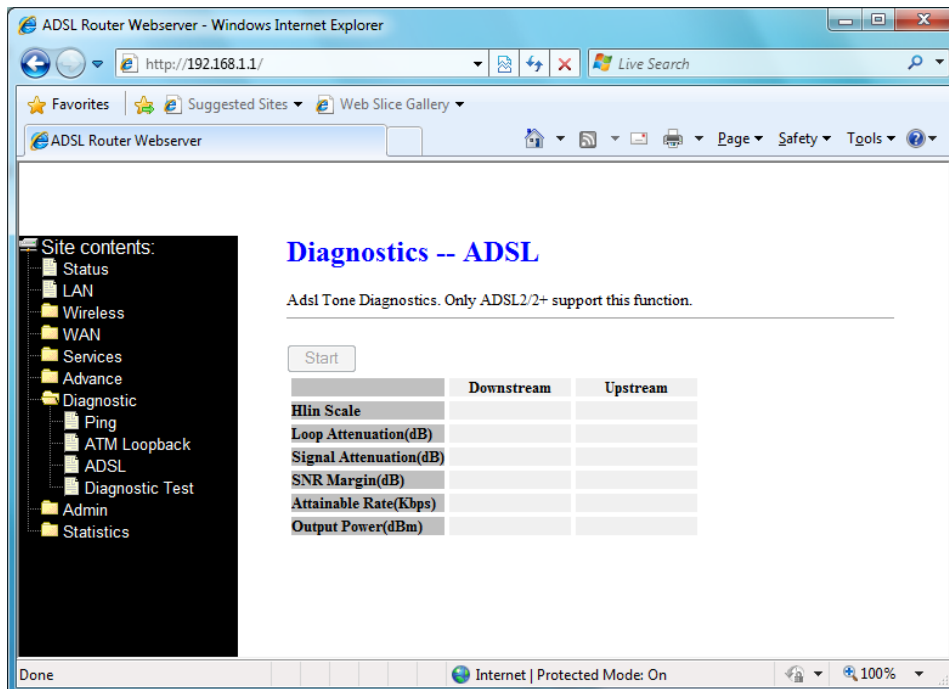 ADSL Router Webserver - Windows Internet Explorer
http://192.168.1.1/
Live Search
Favorites
Suggested Sites
Web Slice Gallery
ADSL Router Webserver
Page
Safety
Tools
Site contents:
Status
LAN
Wireless
WAN
Services
Advance
Diagnostic
Ping
ATM Loopback
ADSL
Diagnostic Test
Admin
Statistics
Diagnostics -- ADSL
Adsl Tone Diagnostics. Only ADSL2/2+ support this function.
Start
Downstream Upstream
Hlin Scale
Loop Attenuation(dB)
Signal Attenuation(dB)
SNR Margin(dB)
Attainable Rate(Kbps)
Output Power(dBm)
Done
Internet | Protected Mode: On
100%